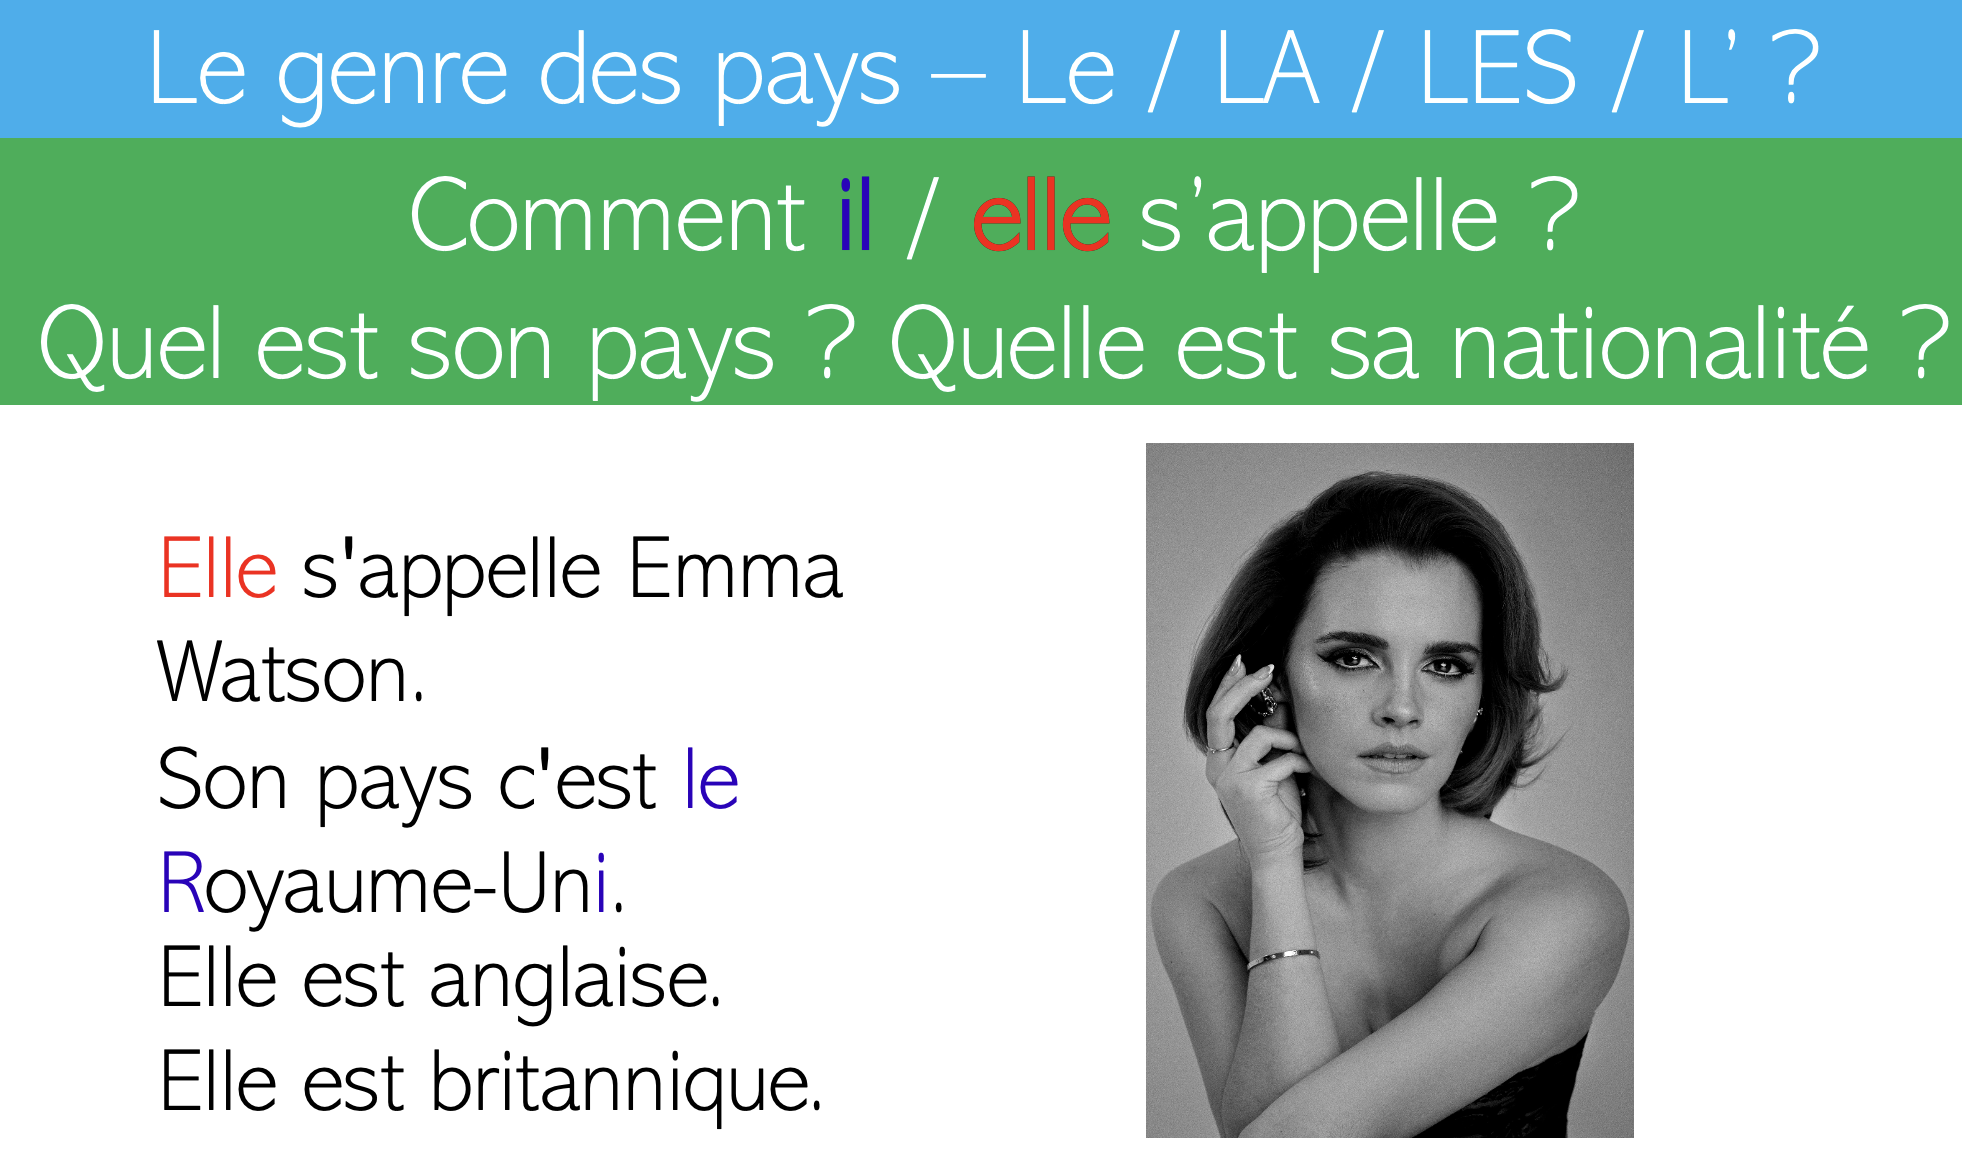 Le genre des pays – Le / LA / LES / L’ ?
Comment il / elle s’appelle ?
Quel est son pays ? Quelle est sa nationalité ?
Elle s'appelle Emma
Watson.
Son pays c'est le
Royaume-Uni.
Elle est anglaise.
Elle est britannique.